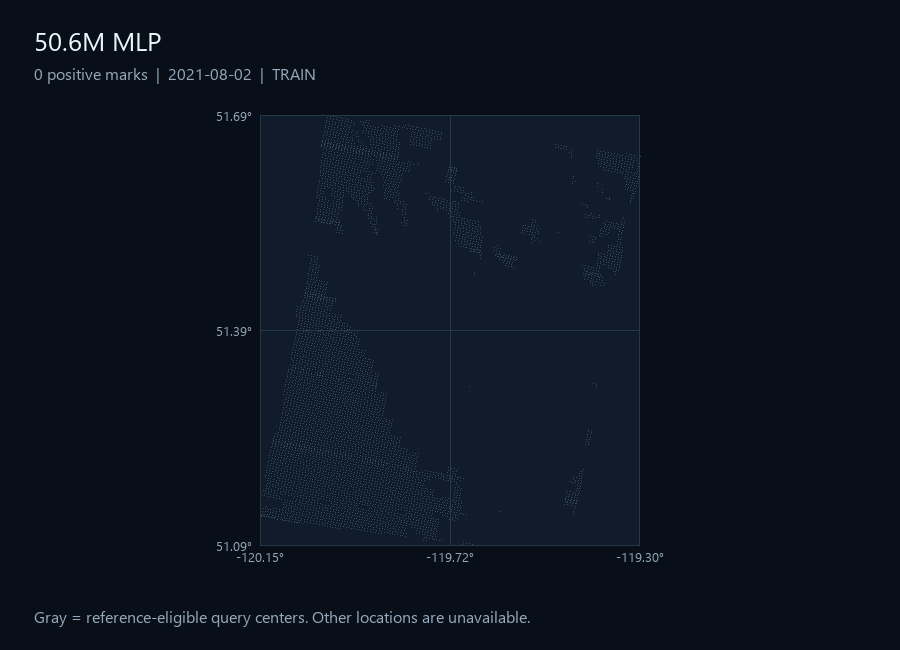 50.6M MLP
0 positive marks | 2021-08-02 | TRAIN
51.69°
51.39°
51.09°
-120.15° -119.72° -119.30°
Gray = reference-eligible query centers. Other locations are unavailable.